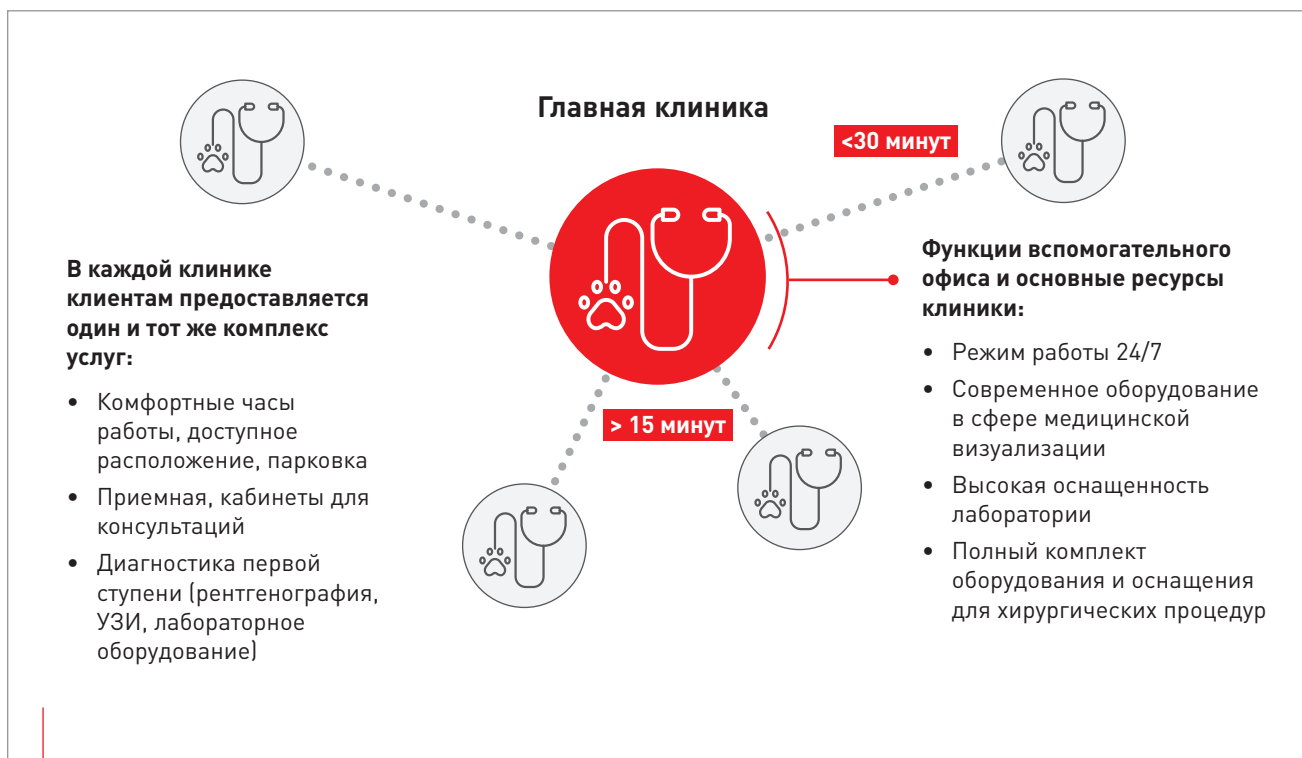 Главная клиника
<30 минут
В каждой клинике
клиентам предоставляется
один и тот же комплекс
услуг:
• Комфортные часы
работы, доступное
расположение, парковка
• Приемная, кабинеты для
консультаций
• Диагностика первой
ступени (рентгенография,
УЗИ, лабораторное
оборудование)
> 15 минут
Функции вспомогательного
офиса и основные ресурсы
клиники:
• Режим работы 24/7
• Современное оборудование
в сфере медицинской
визуализации
• Высокая оснащенность
лаборатории
• Полный комплект
оборудования и оснащения
для хирургических процедур